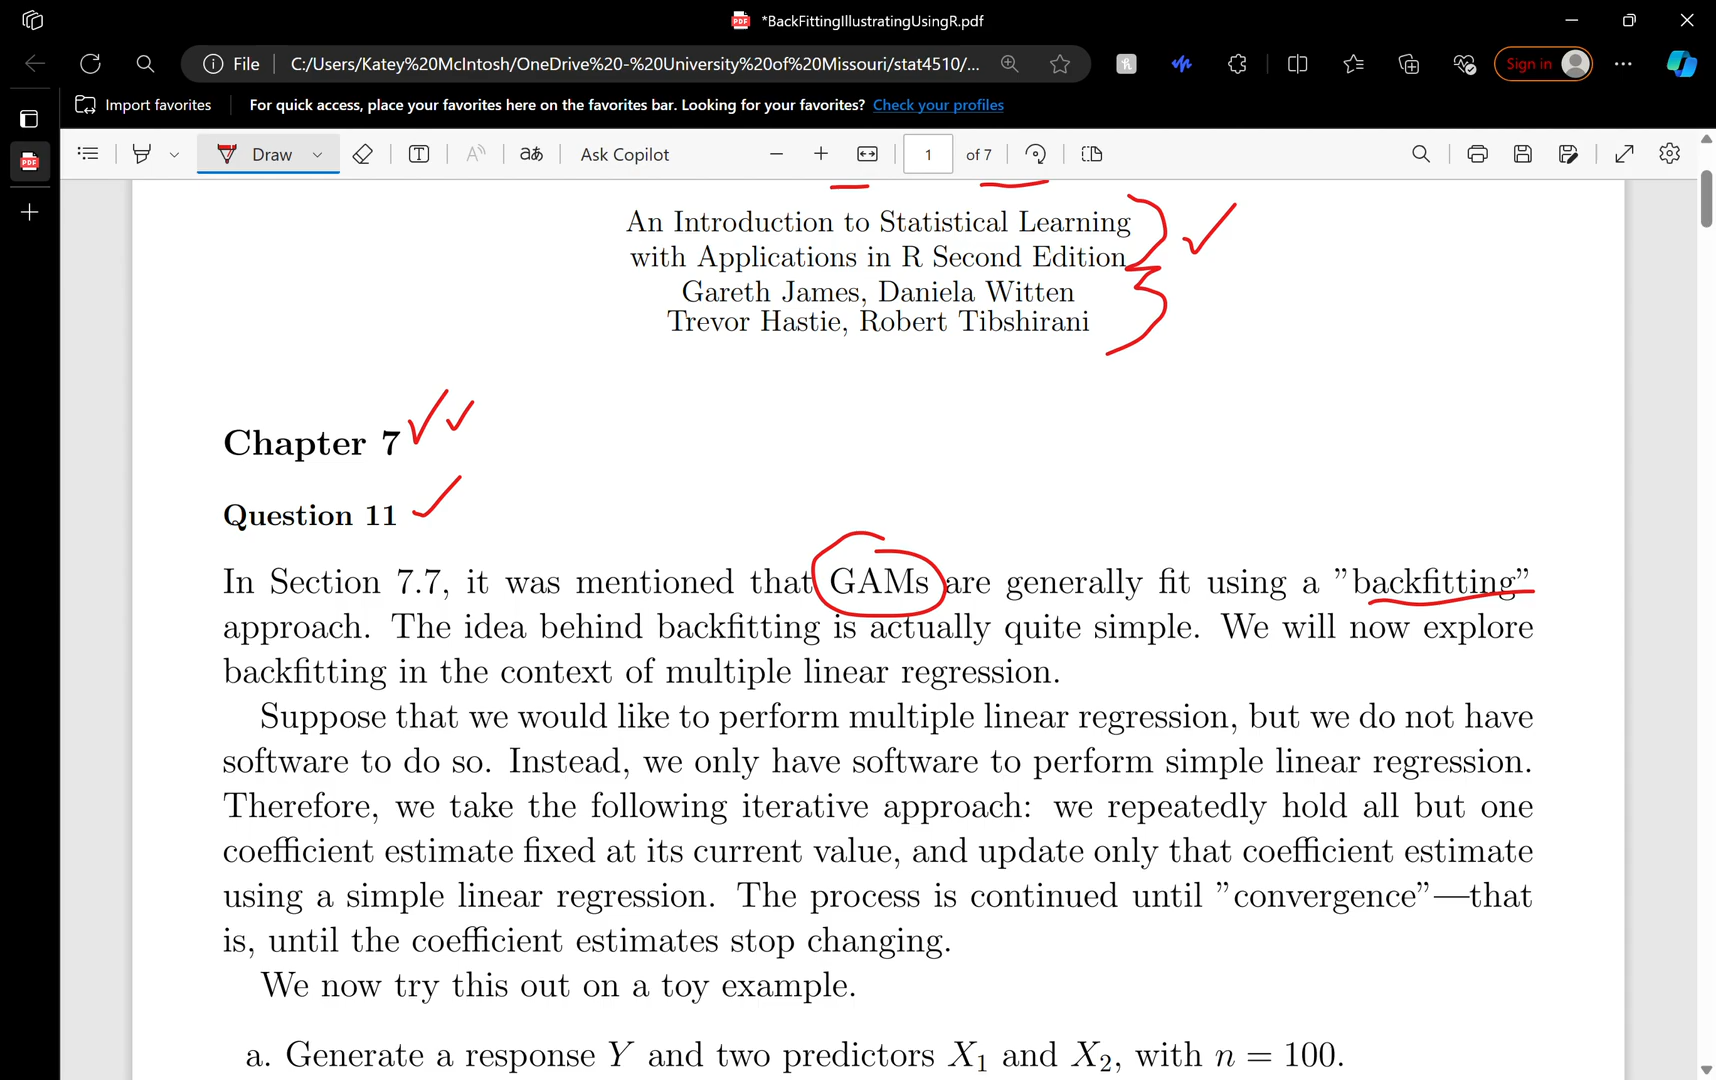 *BackFittingIllustratingUsingR.pdf
File C:/Users/Katey%20McIntosh/OneDrive%20-%20University%20of%20Missouri/stat4510/... Sign in
Import favorites For quick access, place your favorites here on the favorites bar. Looking for your favorites? Check your profiles
Draw Ask Copilot 1 of 7
An Introduction to Statistical Learning
with Applications in R Second Edition
Gareth James, Daniela Witten
Trevor Hastie, Robert Tibshirani
Chapter 7
Question 11
In Section 7.7, it was mentioned that GAMs are generally fit using a ”backfitting”
approach. The idea behind backfitting is actually quite simple. We will now explore
backfitting in the context of multiple linear regression.
Suppose that we would like to perform multiple linear regression, but we do not have
software to do so. Instead, we only have software to perform simple linear regression.
Therefore, we take the following iterative approach: we repeatedly hold all but one
coefficient estimate fixed at its current value, and update only that coefficient estimate
using a simple linear regression. The process is continued until ”convergence”—that
is, until the coefficient estimates stop changing.
We now try this out on a toy example.
a. Generate a response Y and two predictors X₁ and X₂, with n = 100.